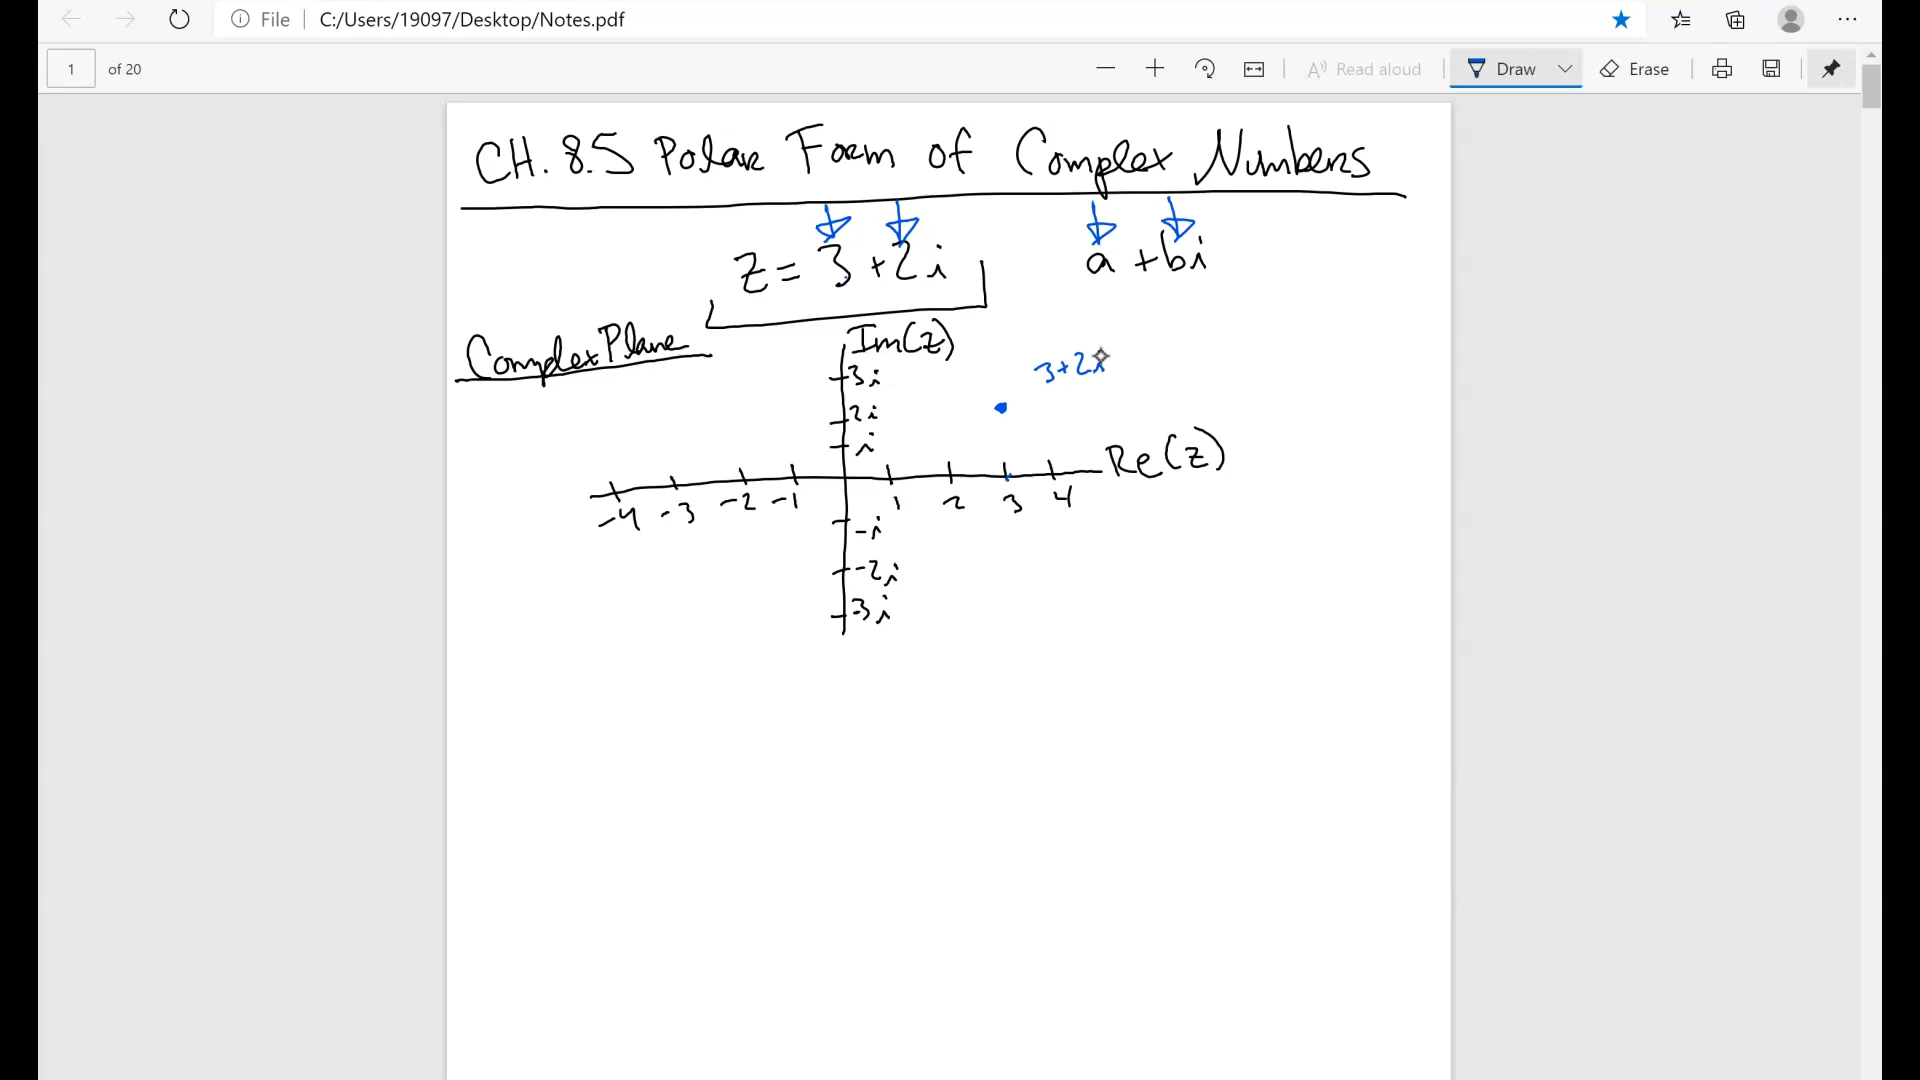 File C:/Users/19097/Desktop/Notes.pdf
1 of 20 Read aloud Draw Erase
CH. 8.5 Polar Form of Complex Numbers
z = 3 + 2i a + bi
Complex Plane
Im(z)
3i
3+2i
2i
i
Re(z)
-4 -3 -2 -1 1 2 3 4
-i
-2i
-3i